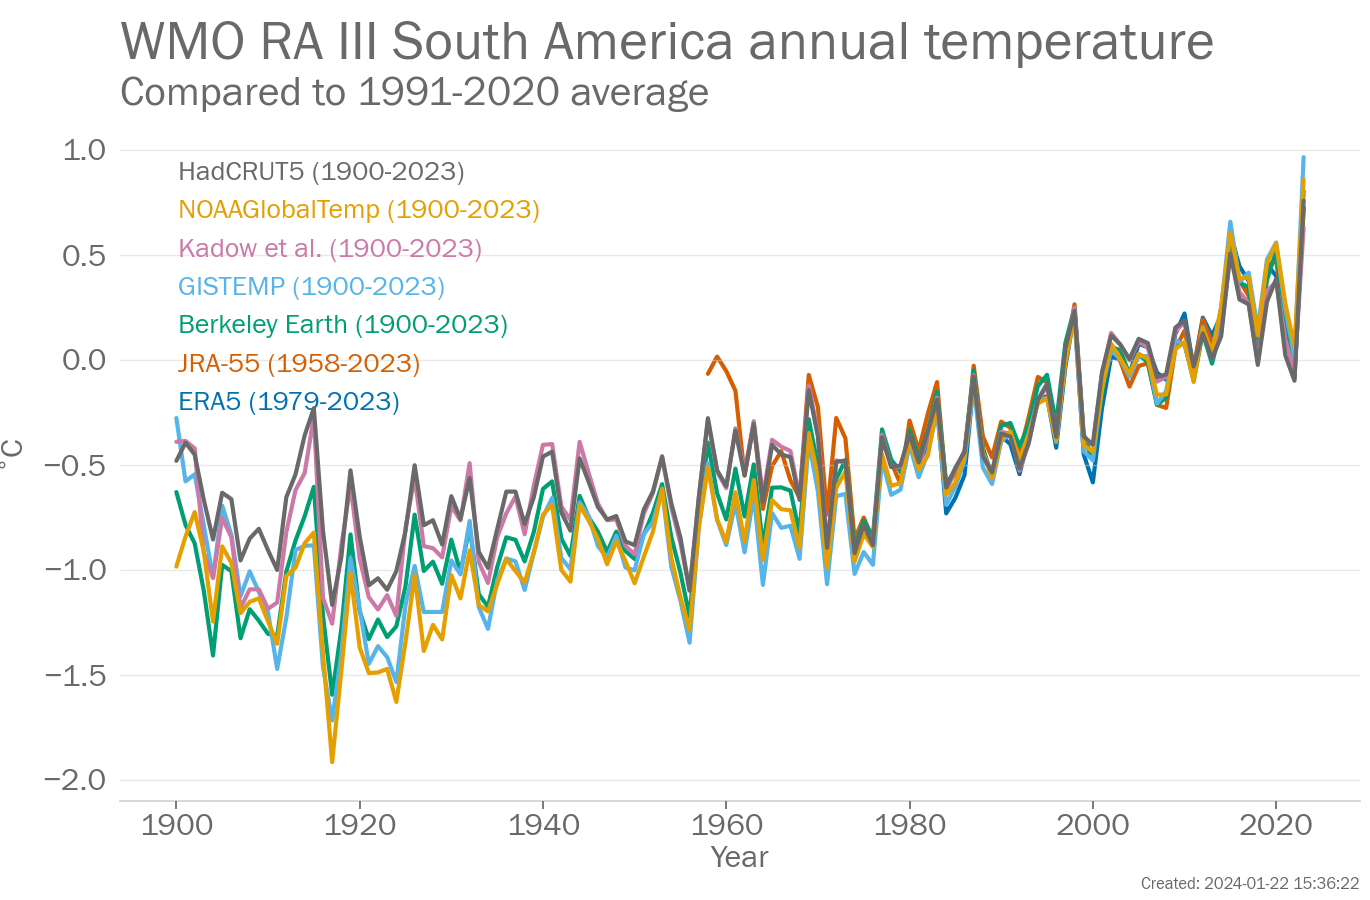 WMO RA III South America annual temperature
Compared to 1991-2020 average
1.0
HadCRUT5 (1900-2023)
NOAAGlobalTemp (1900-2023)
0.5
Kadow et al. (1900-2023)
GISTEMP (1900-2023)
Berkeley Earth (1900-2023)
0.0
JRA-55 (1958-2023)
ERA5 (1979-2023)
°C
−0.5
−1.0
−1.5
−2.0
1900 1920 1940 1960 1980 2000 2020
Year
Created: 2024-01-22 15:36:22